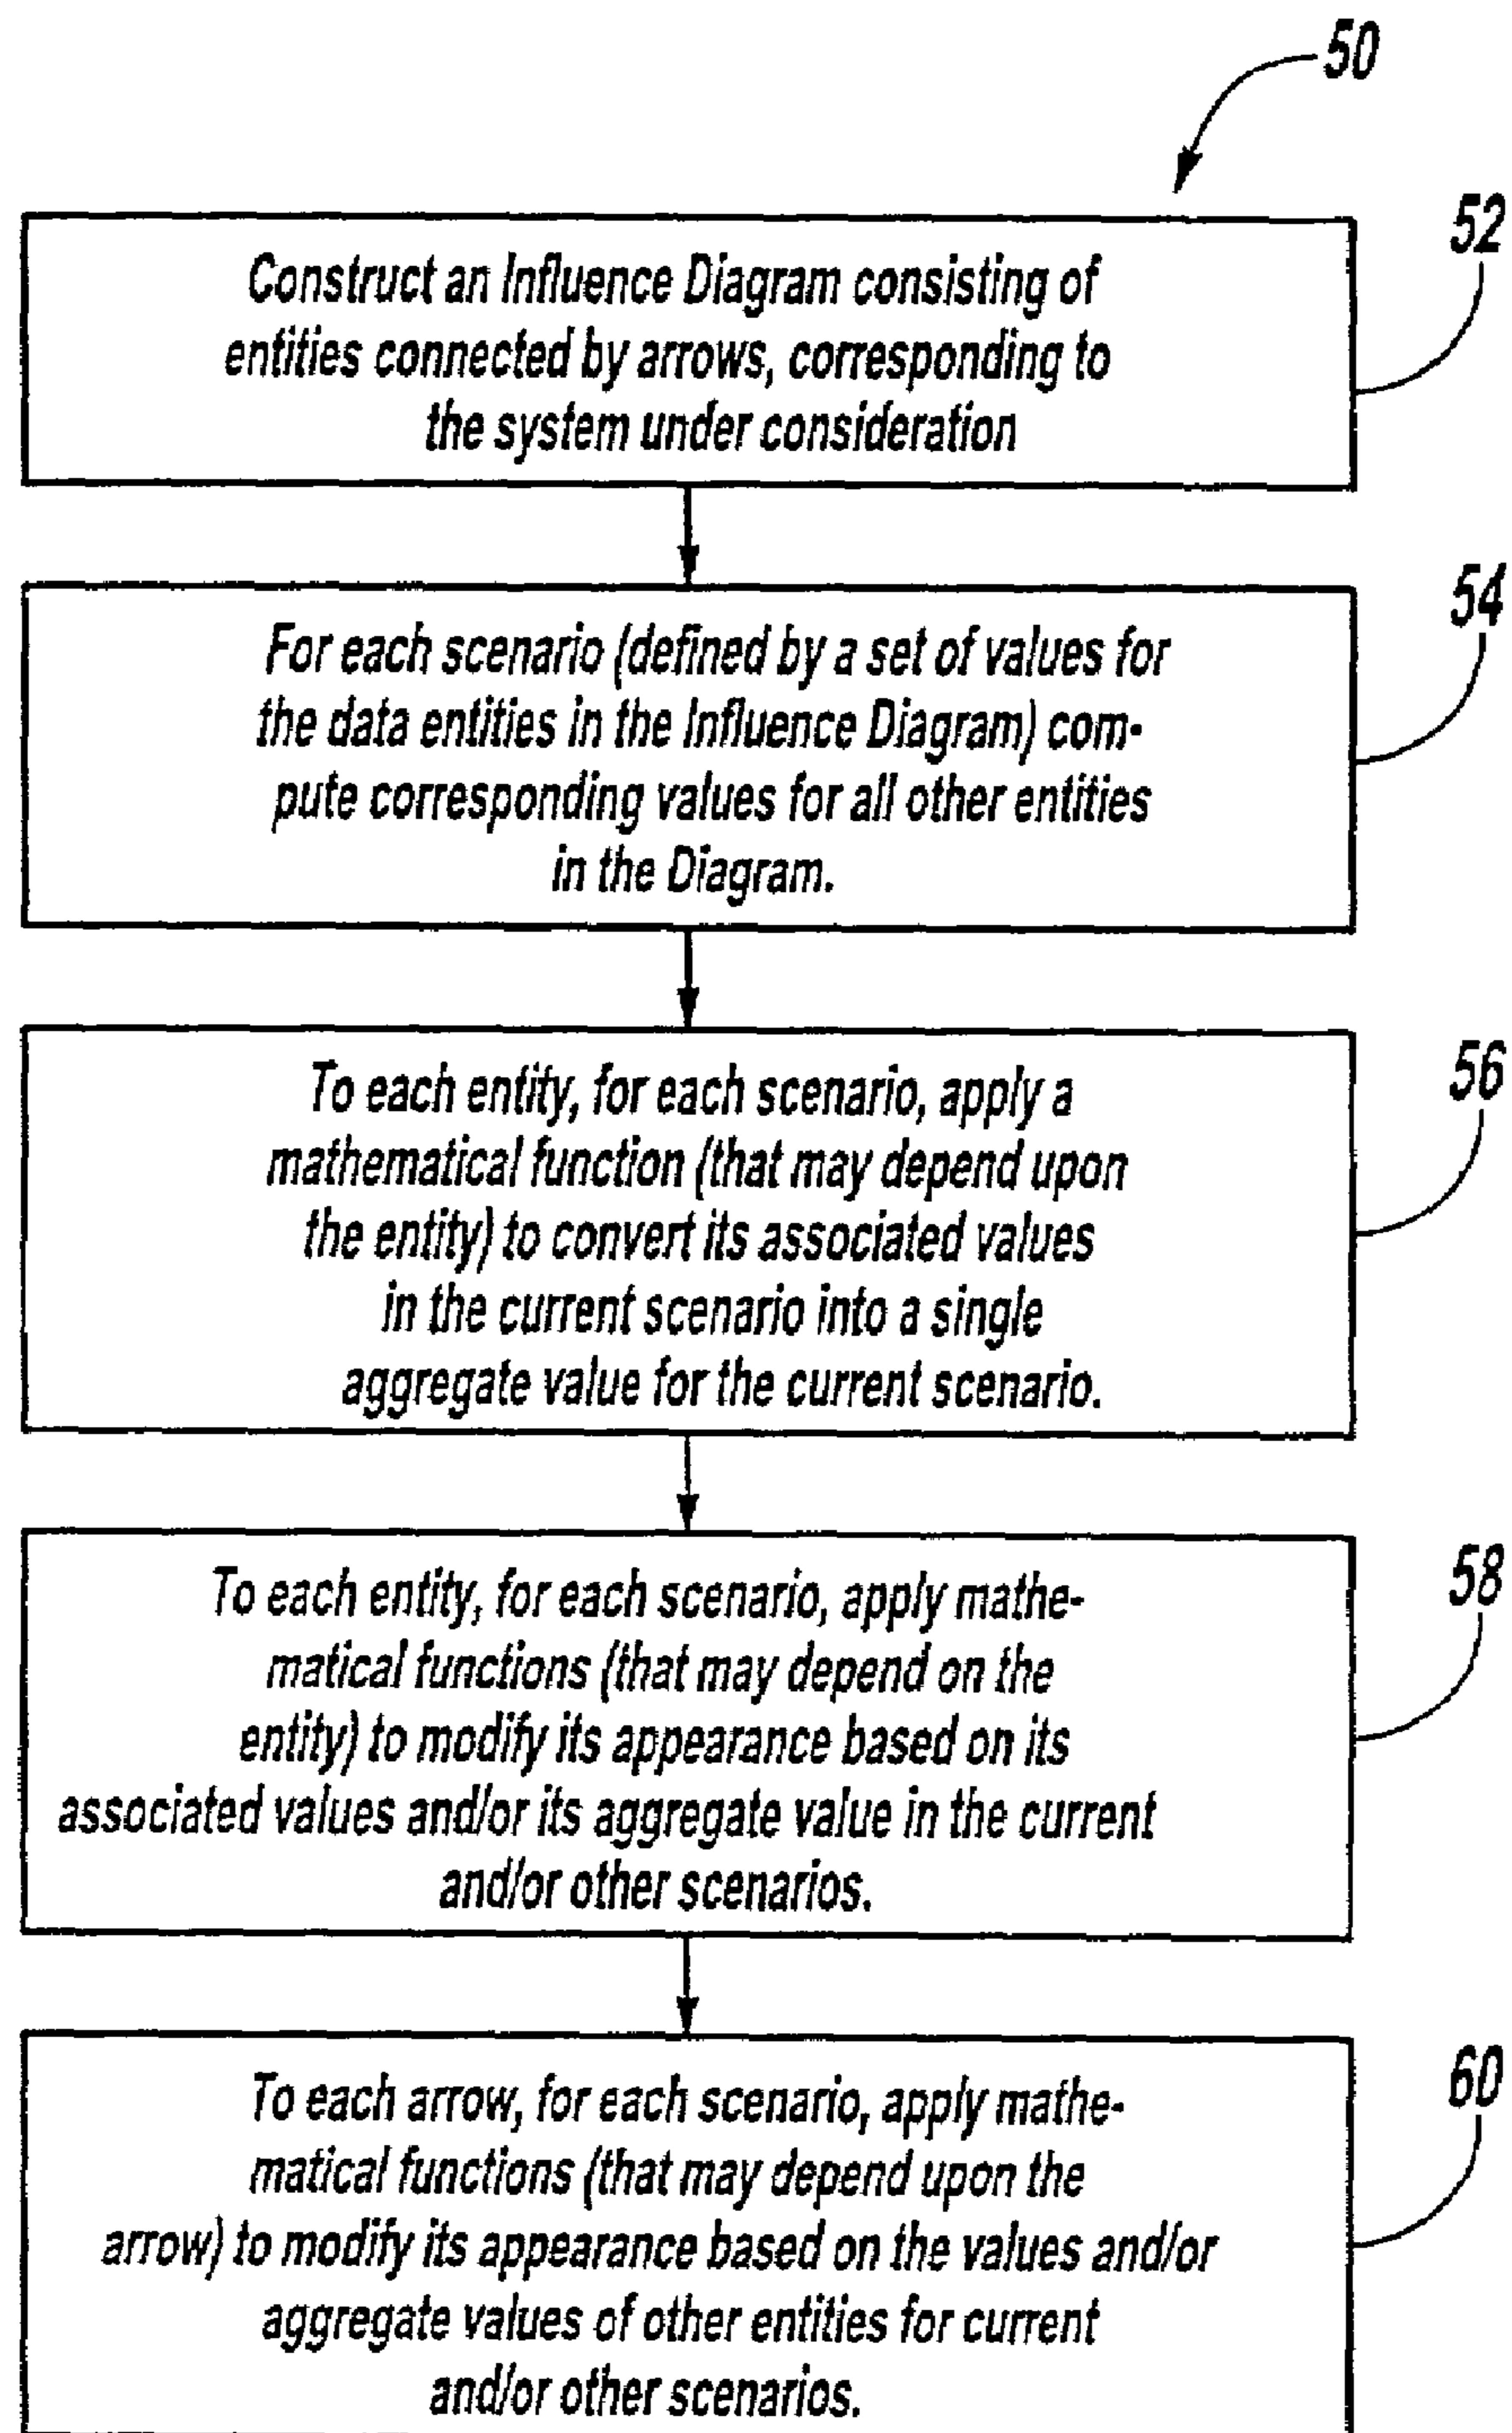 50
52
Construct an Influence Diagram consisting of
entities connected by arrows, corresponding to
the system under consideration
54
For each scenario (defined by a set of values for
the data entities in the Influence Diagram) com-
pute corresponding values for all other entities
in the Diagram.
56
To each entity, for each scenario, apply a
mathematical function (that may depend upon
the entity) to convert its associated values
in the current scenario into a single
aggregate value for the current scenario.
58
To each entity, for each scenario, apply mathe-
matical functions (that may depend on the
entity) to modify its appearance based on its
associated values and/or its aggregate value in the current
and/or other scenarios.
60
To each arrow, for each scenario, apply mathe-
matical functions (that may depend upon the
arrow) to modify its appearance based on the values and/or
aggregate values of other entities for current
and/or other scenarios.